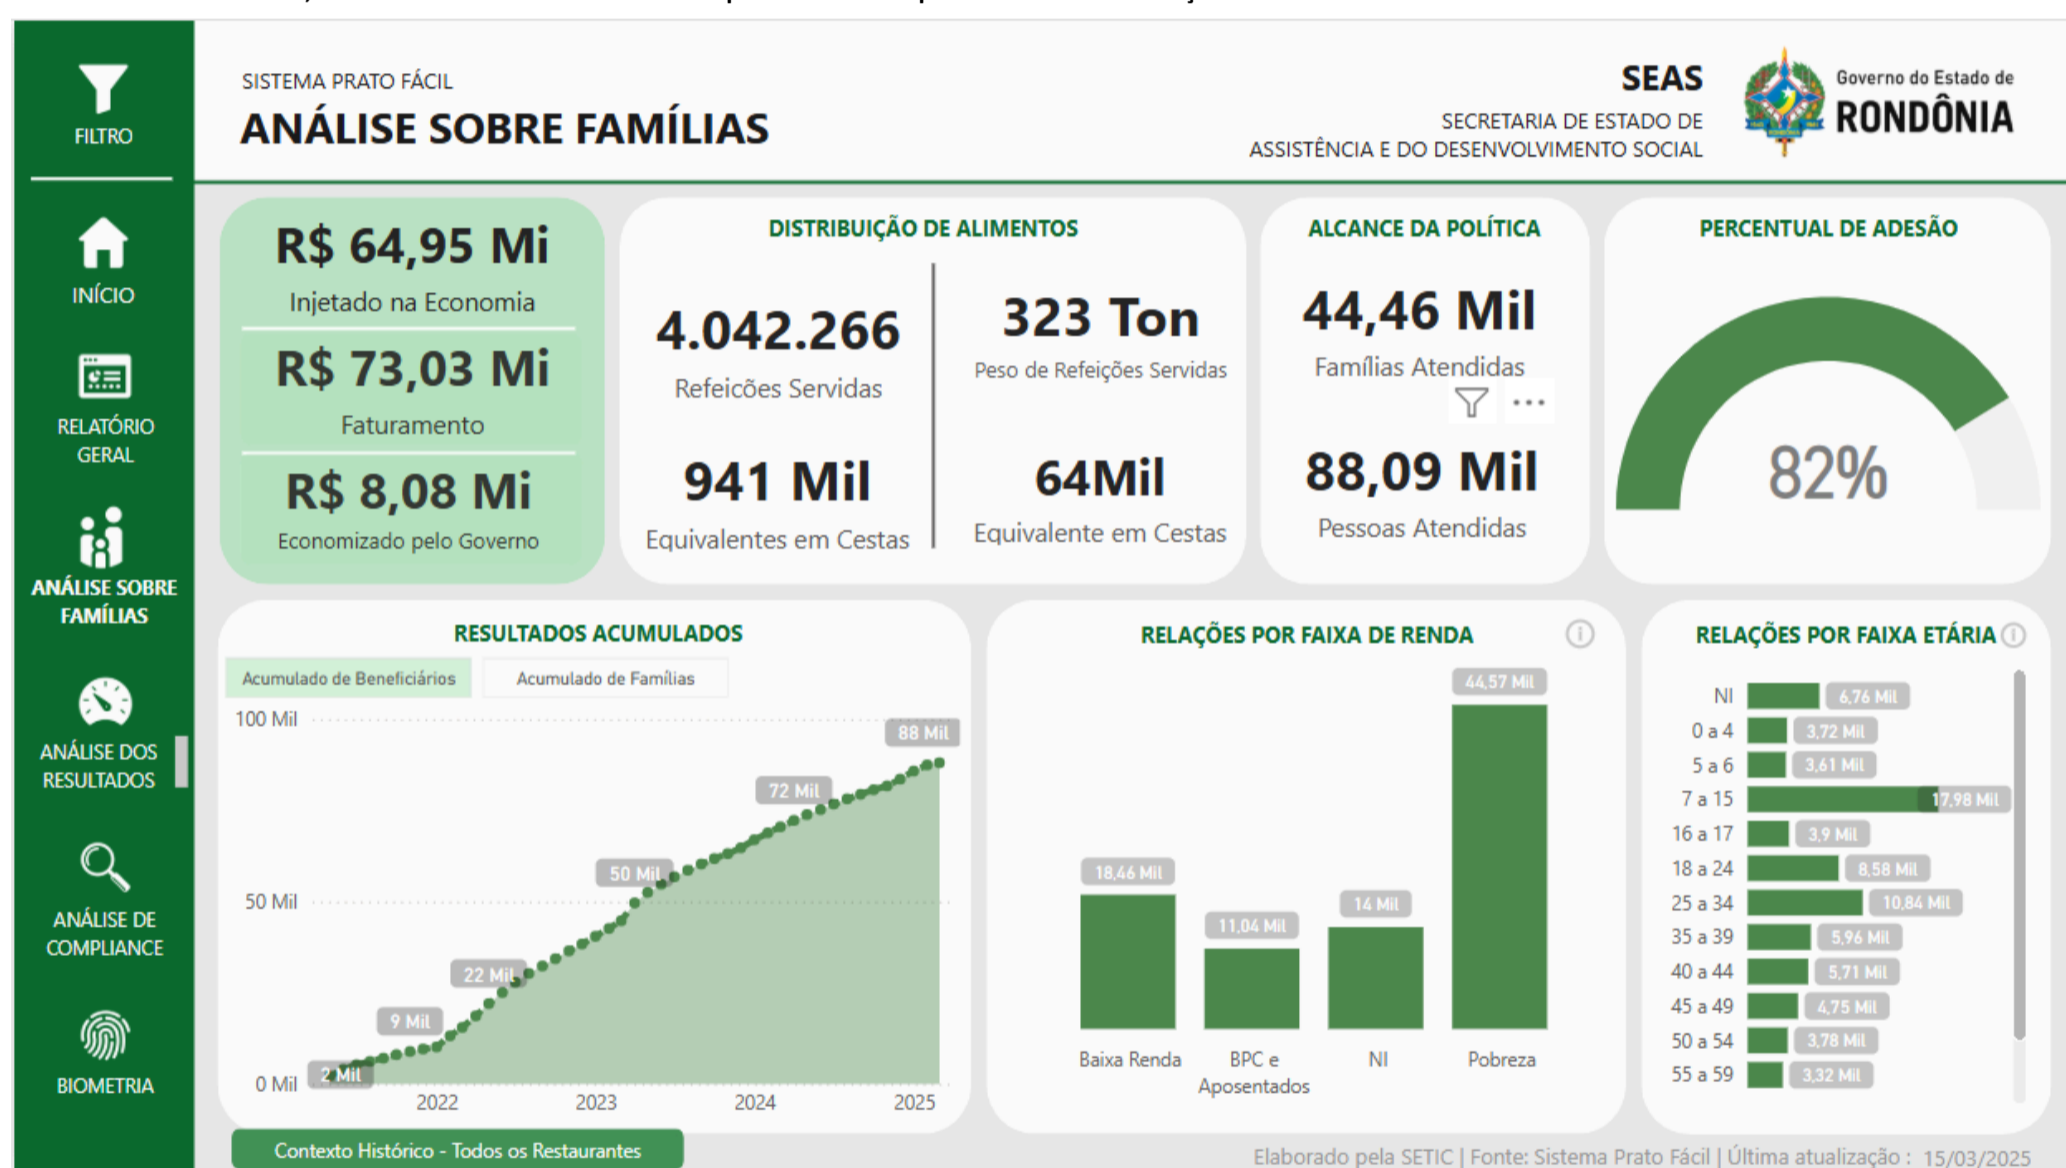 FILTRO
INÍCIO
RELATÓRIO
GERAL
ANÁLISE SOBRE
FAMÍLIAS
ANÁLISE DOS
RESULTADOS
ANÁLISE DE
COMPLIANCE
BIOMETRIA
SISTEMA PRATO FÁCIL
ANÁLISE SOBRE FAMÍLIAS
SEAS
SECRETARIA DE ESTADO DE
ASSISTÊNCIA E DO DESENVOLVIMENTO SOCIAL
Governo do Estado de
RONDÔNIA
R$ 64,95 Mi
Injetado na Economia
R$ 73,03 Mi
Faturamento
R$ 8,08 Mi
Economizado pelo Governo
DISTRIBUIÇÃO DE ALIMENTOS
4.042.266
Refeicões Servidas
941 Mil
Equivalentes em Cestas
323 Ton
Peso de Refeições Servidas
64Mil
Equivalente em Cestas
ALCANCE DA POLÍTICA
44,46 Mil
Famílias Atendidas
88,09 Mil
Pessoas Atendidas
PERCENTUAL DE ADESÃO
82%
RESULTADOS ACUMULADOS
Acumulado de Beneficiários
Acumulado de Famílias
100 Mil
50 Mil
0 Mil
2 Mil
9 Mil
22 Mil
50 Mil
72 Mil
88 Mil
2022
2023
2024
2025
RELAÇÕES POR FAIXA DE RENDA
18,46 Mil
11,04 Mil
14 Mil
44,57 Mil
Baixa Renda
BPC e
Aposentados
NI
Pobreza
RELAÇÕES POR FAIXA ETÁRIA
NI 6,76 Mil
0 a 4 3,72 Mil
5 a 6 3,61 Mil
7 a 15 17,98 Mil
16 a 17 3,9 Mil
18 a 24 8,58 Mil
25 a 34 10,84 Mil
35 a 39 5,96 Mil
40 a 44 5,71 Mil
45 a 49 4,75 Mil
50 a 54 3,78 Mil
55 a 59 3,32 Mil
Contexto Histórico - Todos os Restaurantes
Elaborado pela SETIC | Fonte: Sistema Prato Fácil | Última atualização : 15/03/2025